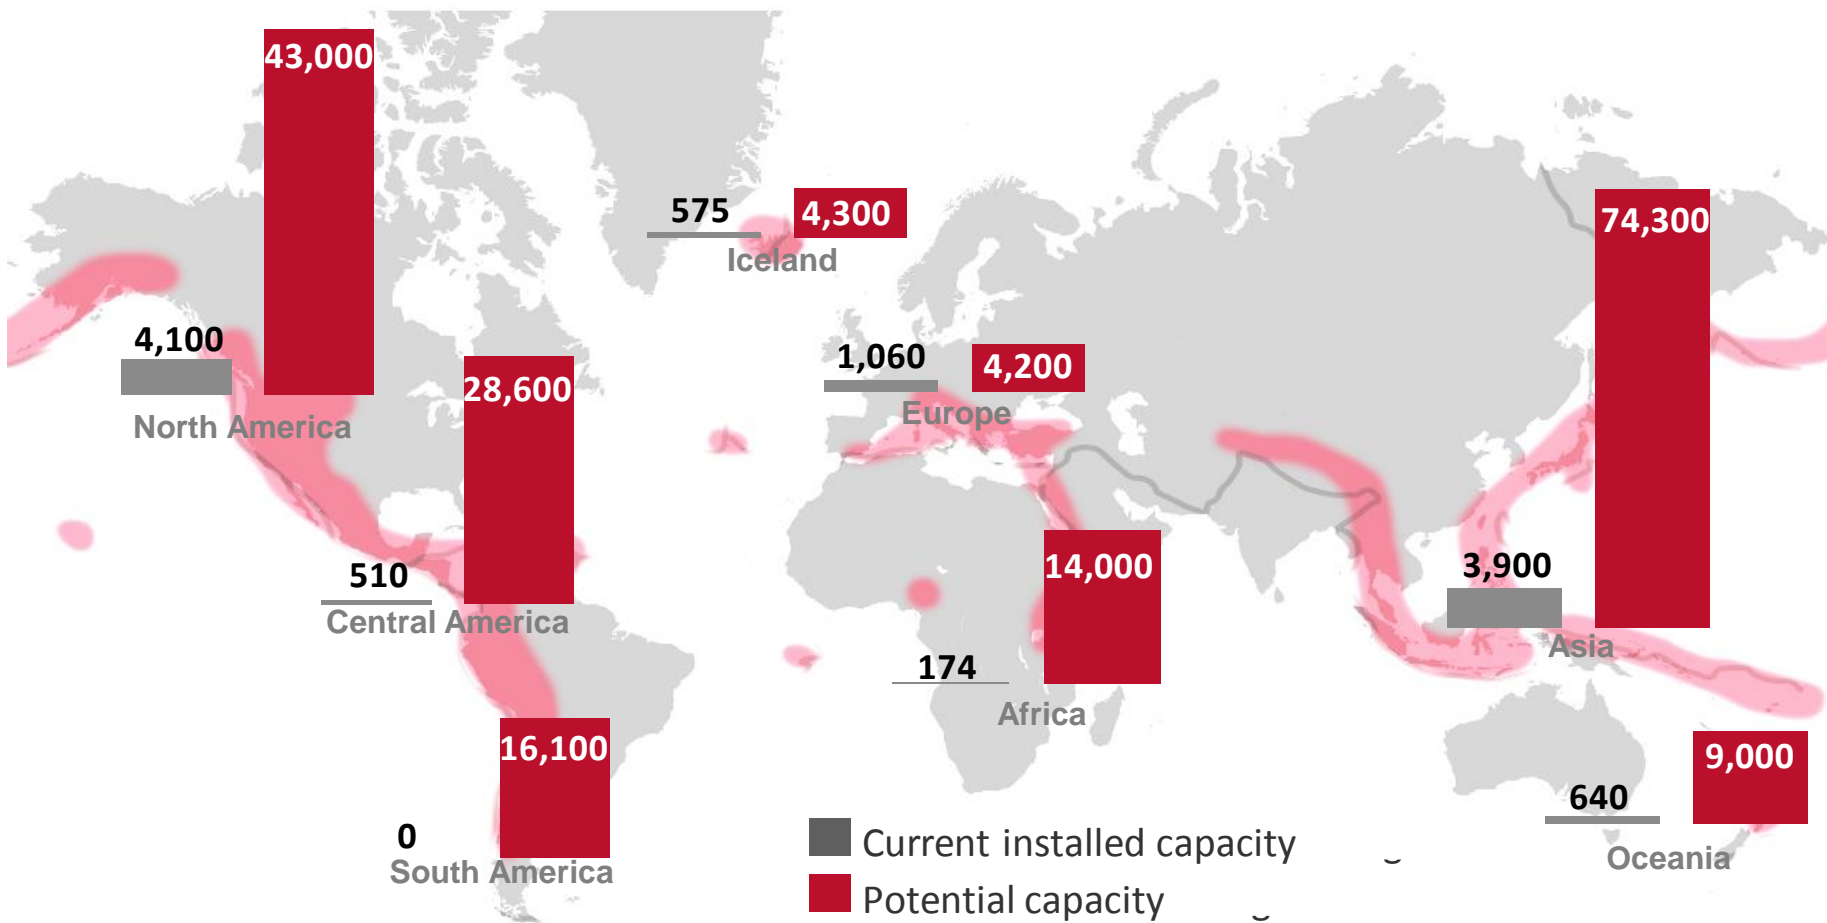 43,000
4,100
North America
28,600
510
Central America
16,100
0
South America
575
4,300
Iceland
1,060
4,200
Europe
14,000
174
Africa
74,300
3,900
Asia
9,000
640
Oceania
Current installed capacity
Potential capacity